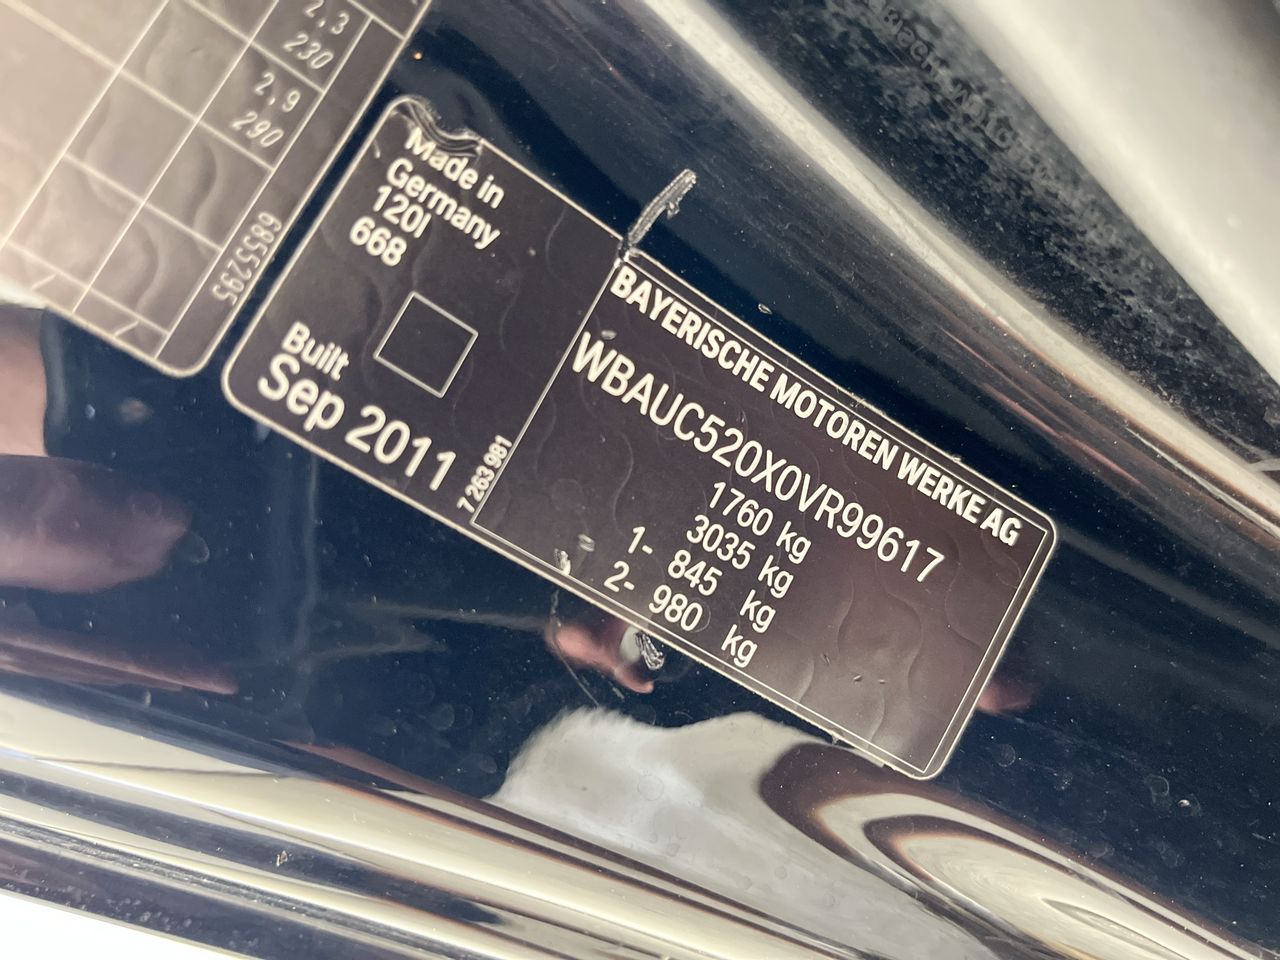 2,3
230
2,9
290
6855295
Made in
Germany
120I
668
Built
Sep 2011
7 263 981
BAYERISCHE MOTOREN WERKE AG
WBAUC520X0VR99617
1760 kg
3035 kg
1- 845 kg
2- 980 kg